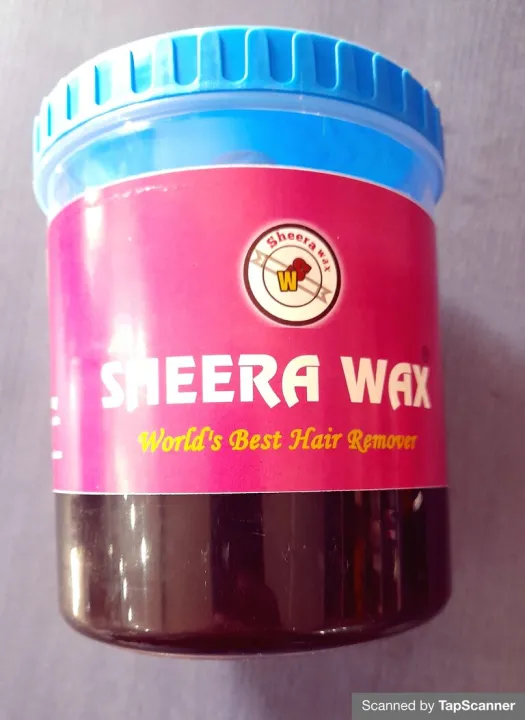 Sheera wax
W
SHEERA WAX
World's Best Hair Remover
Scanned by TapScanner